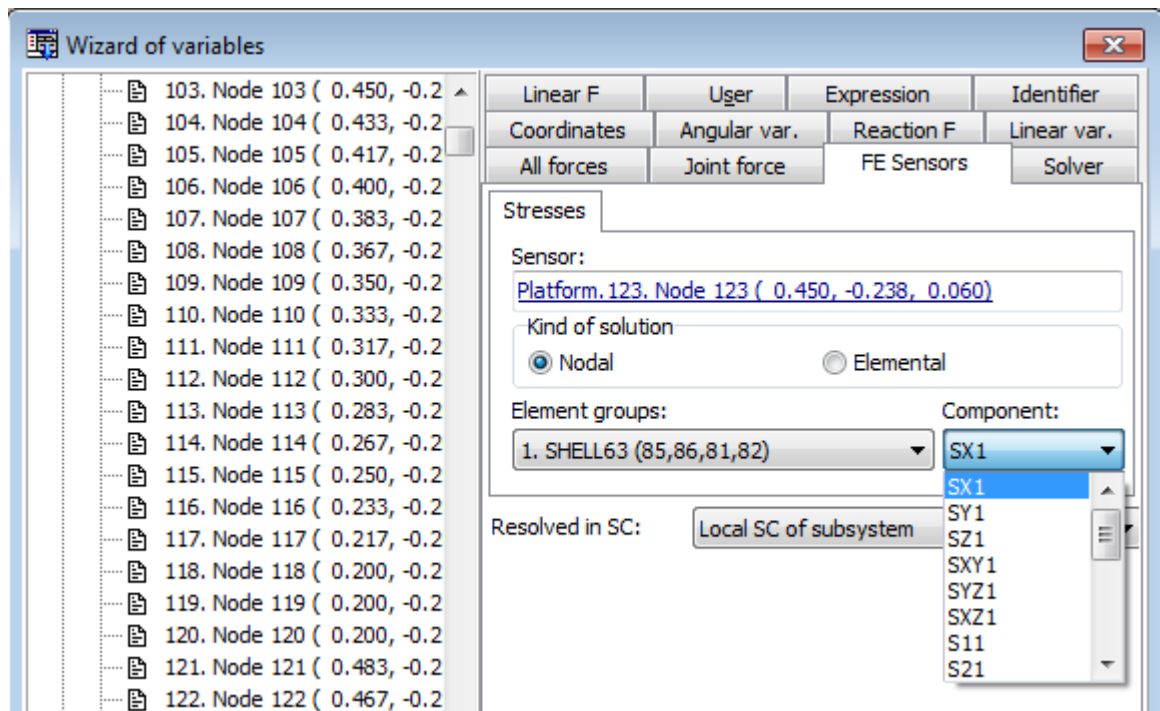 Wizard of variables
103. Node 103 ( 0.450, -0.2
104. Node 104 ( 0.433, -0.2
105. Node 105 ( 0.417, -0.2
106. Node 106 ( 0.400, -0.2
107. Node 107 ( 0.383, -0.2
108. Node 108 ( 0.367, -0.2
109. Node 109 ( 0.350, -0.2
110. Node 110 ( 0.333, -0.2
111. Node 111 ( 0.317, -0.2
112. Node 112 ( 0.300, -0.2
113. Node 113 ( 0.283, -0.2
114. Node 114 ( 0.267, -0.2
115. Node 115 ( 0.250, -0.2
116. Node 116 ( 0.233, -0.2
117. Node 117 ( 0.217, -0.2
118. Node 118 ( 0.200, -0.2
119. Node 119 ( 0.200, -0.2
120. Node 120 ( 0.200, -0.2
121. Node 121 ( 0.483, -0.2
122. Node 122 ( 0.467, -0.2
Linear F User Expression Identifier
Coordinates Angular var. Reaction F Linear var.
All forces Joint force FE Sensors Solver
Stresses
Sensor:
Platform.123. Node 123 ( 0.450, -0.238, 0.060)
Kind of solution
Nodal Elemental
Element groups: Component:
1. SHELL63 (85,86,81,82) SX1
SX1
SY1
SZ1
SXY1
SYZ1
SXZ1
S11
S21
Resolved in SC: Local SC of subsystem